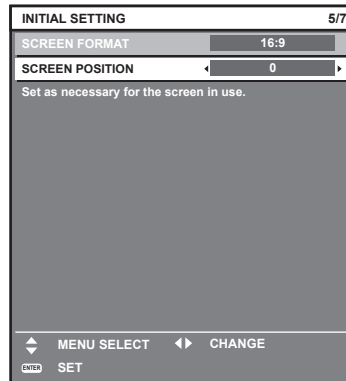 INITIAL SETTING 5/7
SCREEN FORMAT 16:9
SCREEN POSITION 0
Set as necessary for the screen in use.
MENU SELECT CHANGE
ENTER SET